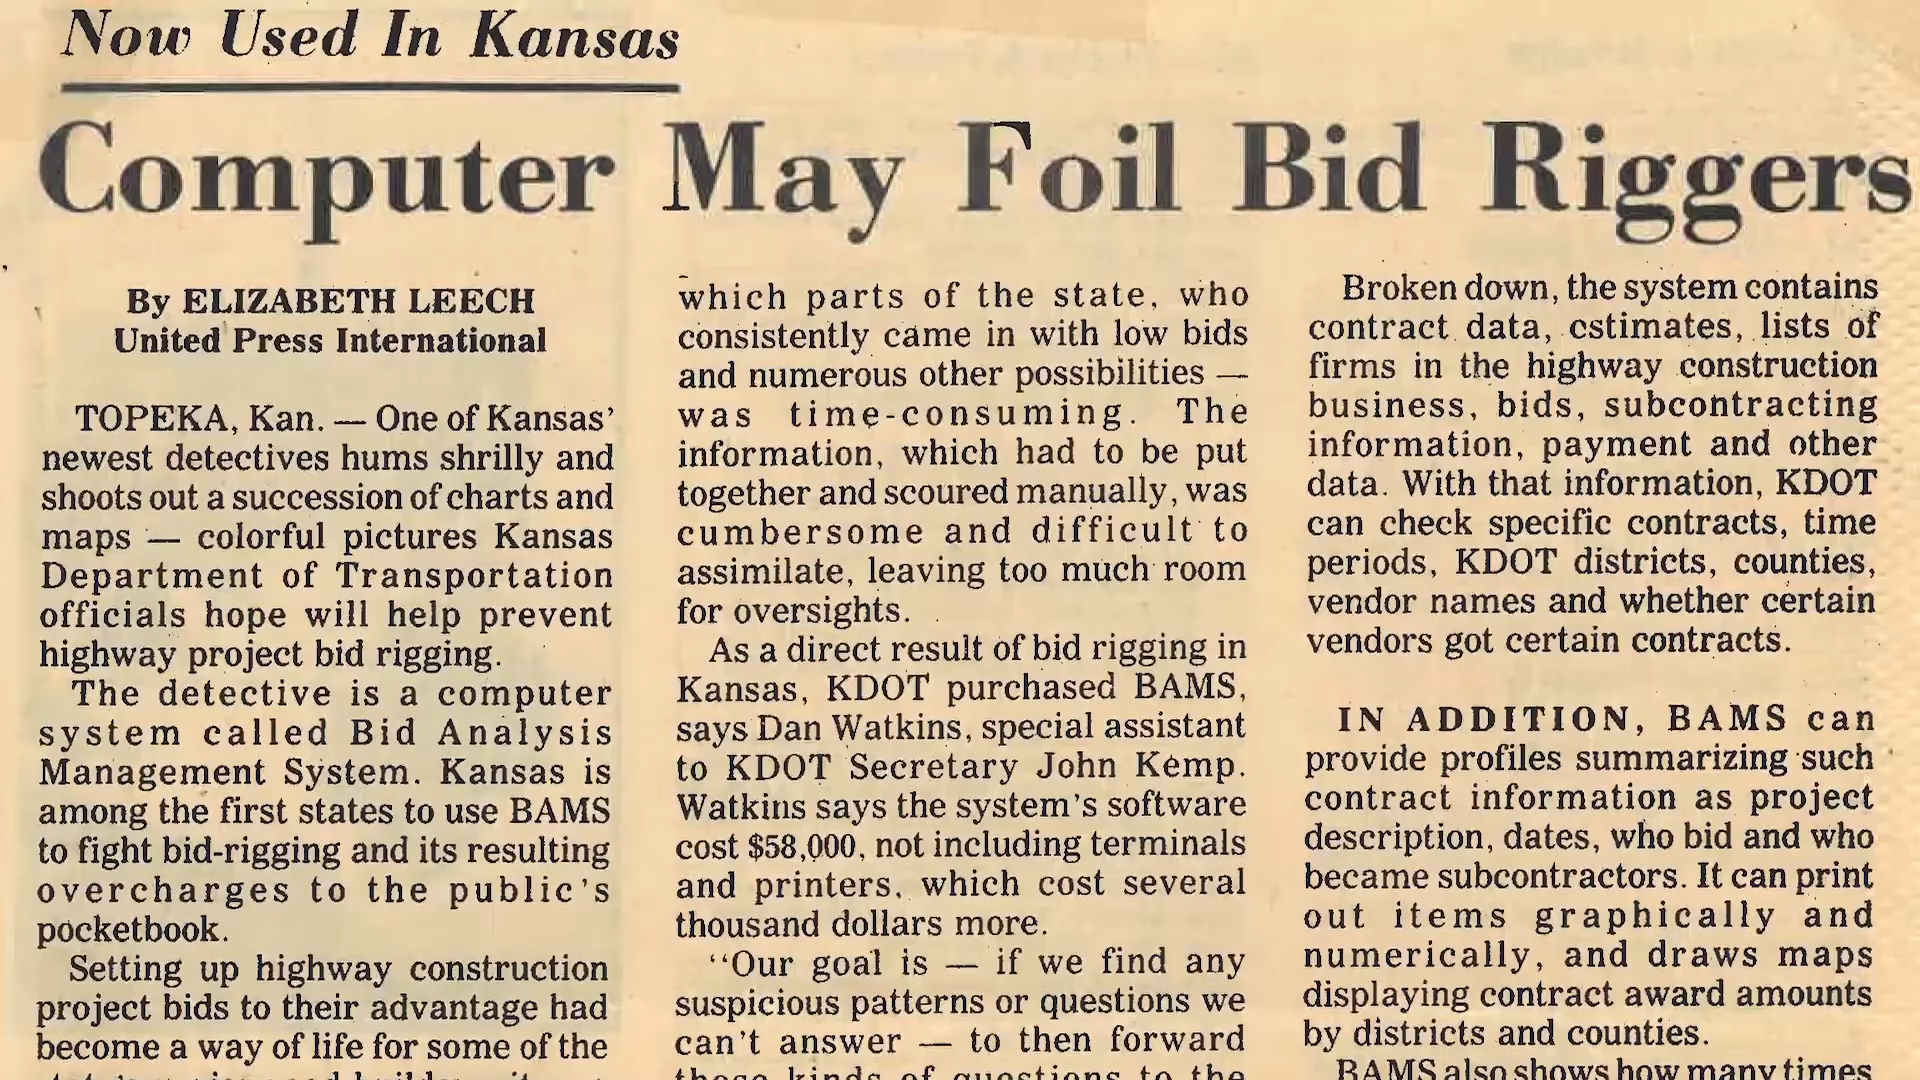 Now Used In Kansas
Computer May Foil Bid Riggers
By ELIZABETH LEECH
United Press International
TOPEKA, Kan. — One of Kansas'
newest detectives hums shrilly and
shoots out a succession of charts and
maps — colorful pictures Kansas
Department of Transportation
officials hope will help prevent
highway project bid rigging.
The detective is a computer
system called Bid Analysis
Management System. Kansas is
among the first states to use BAMS
to fight bid-rigging and its resulting
overcharges to the public's
pocketbook.
Setting up highway construction
project bids to their advantage had
become a way of life for some of the
which parts of the state, who
consistently came in with low bids
and numerous other possibilities —
was time-consuming. The
information, which had to be put
together and scoured manually, was
cumbersome and difficult to
assimilate, leaving too much room
for oversights.
As a direct result of bid rigging in
Kansas, KDOT purchased BAMS,
says Dan Watkins, special assistant
to KDOT Secretary John Kemp.
Watkins says the system's software
cost $58,000, not including terminals
and printers, which cost several
thousand dollars more.
"Our goal is — if we find any
suspicious patterns or questions we
can't answer — to then forward
these kinds of questions to the
Broken down, the system contains
contract data, cstimates, lists of
firms in the highway construction
business, bids, subcontracting
information, payment and other
data. With that information, KDOT
can check specific contracts, time
periods, KDOT districts, counties,
vendor names and whether certain
vendors got certain contracts.
IN ADDITION, BAMS can
provide profiles summarizing such
contract information as project
description, dates, who bid and who
became subcontractors. It can print
out items graphically and
numerically, and draws maps
displaying contract award amounts
by districts and counties.
BAMS also shows how many times